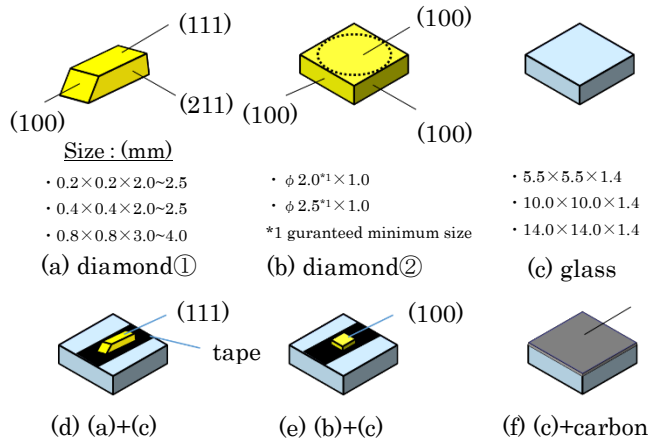 (111)
(211)
(100)
Size : (mm)
・0.2×0.2×2.0~2.5
・0.4×0.4×2.0~2.5
・0.8×0.8×3.0~4.0
(a) diamond①
(100)
(100)
(100)
・φ2.0*1×1.0
・φ2.5*1×1.0
*1 guranteed minimum size
(b) diamond②
・5.5×5.5×1.4
・10.0×10.0×1.4
・14.0×14.0×1.4
(c) glass
(111)
tape
(d) (a)+(c)
(100)
(e) (b)+(c)
(f) (c)+carbon